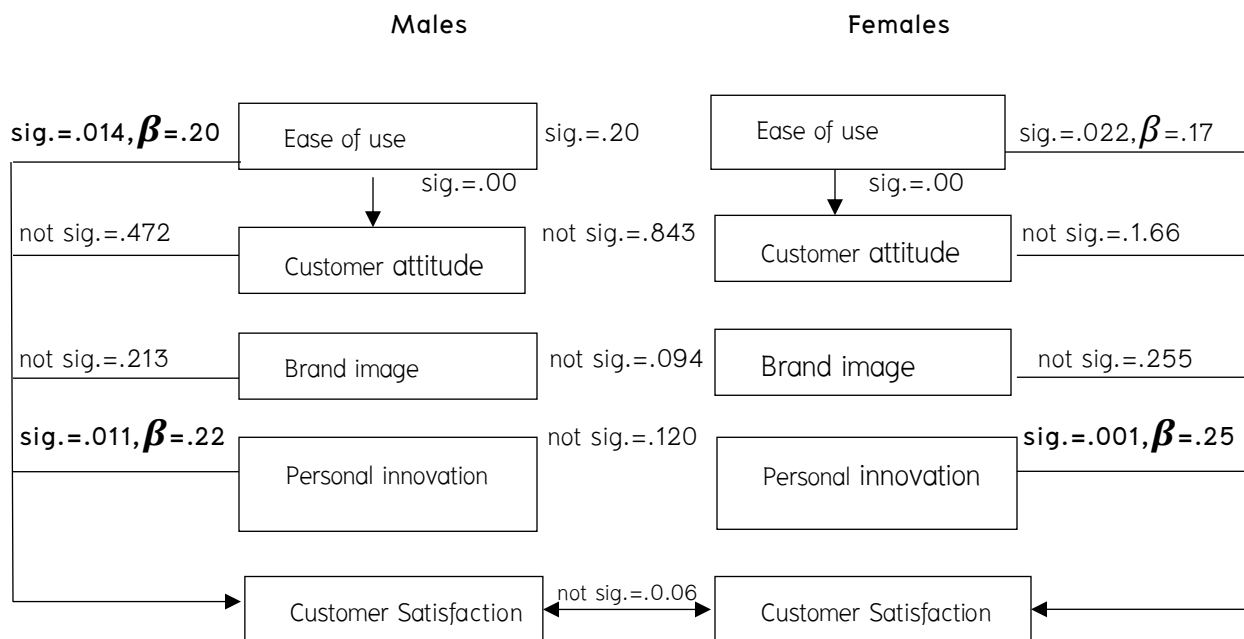 Males Females
sig.=.014, β=.20 Ease of use sig.=.20 Ease of use sig.=.022, β=.17
sig.=.00 sig.=.00
not sig.=.472 Customer attitude not sig.=.843 Customer attitude not sig.=.1.66
not sig.=.213 Brand image not sig.=.094 Brand image not sig.=.255
sig.=.011, β=.22 Personal innovation not sig.=.120 Personal innovation sig.=.001, β=.25
Customer Satisfaction not sig.=.0.06 Customer Satisfaction